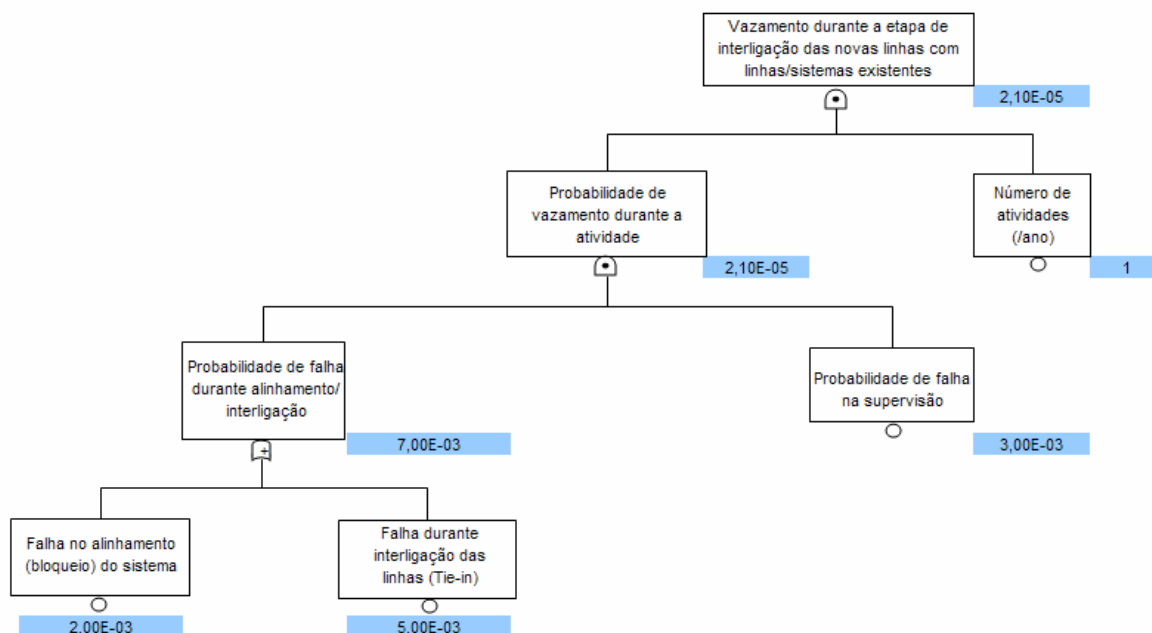 Vazamento durante a etapa de
interligação das novas linhas com
linhas/sistemas existentes
2,10E-05
Probabilidade de
vazamento durante a
atividade
2,10E-05
Número de
atividades
(/ano)
1
Probabilidade de falha
durante alinhamento/
interligação
7,00E-03
Probabilidade de falha
na supervisão
3,00E-03
Falha no alinhamento
(bloqueio) do sistema
2,00E-03
Falha durante
interligação das
linhas (Tie-in)
5,00E-03